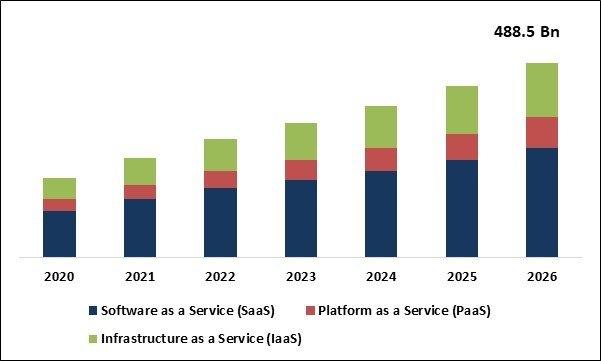 488.5 Bn
2020 2021 2022 2023 2024 2025 2026
Software as a Service (SaaS) Platform as a Service (PaaS)
Infrastructure as a Service (IaaS)